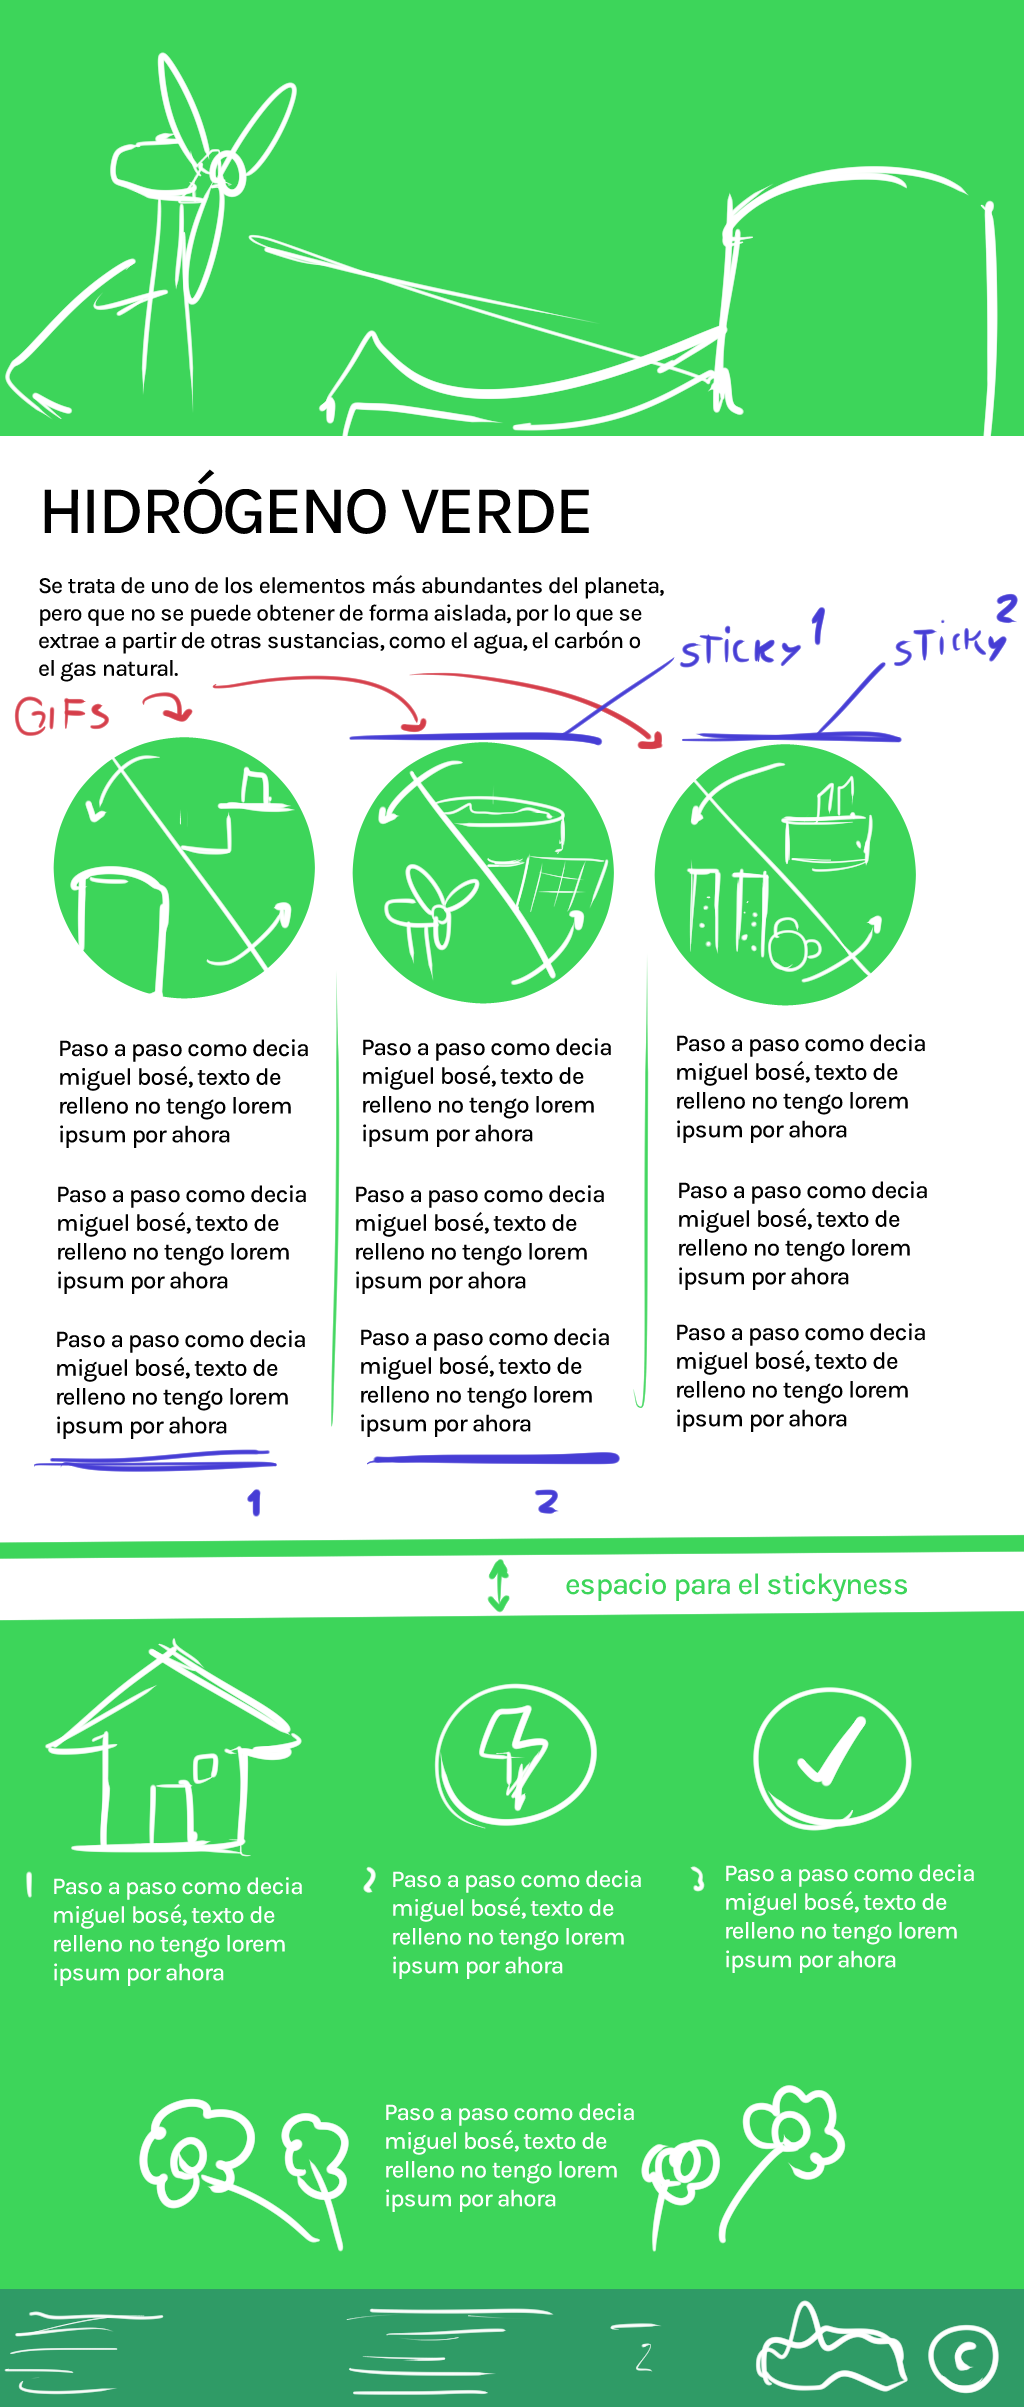 HIDRÓGENO VERDE
Se trata de uno de los elementos más abundantes del planeta,
pero que no se puede obtener de forma aislada, por lo que se
extrae a partir de otras sustancias, como el agua, el carbón o
el gas natural.
STICKY 1
STICKY 2
GIFS
Paso a paso como decia
miguel bosé, texto de
relleno no tengo lorem
ipsum por ahora
Paso a paso como decia
miguel bosé, texto de
relleno no tengo lorem
ipsum por ahora
Paso a paso como decia
miguel bosé, texto de
relleno no tengo lorem
ipsum por ahora
1
Paso a paso como decia
miguel bosé, texto de
relleno no tengo lorem
ipsum por ahora
Paso a paso como decia
miguel bosé, texto de
relleno no tengo lorem
ipsum por ahora
Paso a paso como decia
miguel bosé, texto de
relleno no tengo lorem
ipsum por ahora
2
Paso a paso como decia
miguel bosé, texto de
relleno no tengo lorem
ipsum por ahora
Paso a paso como decia
miguel bosé, texto de
relleno no tengo lorem
ipsum por ahora
Paso a paso como decia
miguel bosé, texto de
relleno no tengo lorem
ipsum por ahora
espacio para el stickyness
1 Paso a paso como decia
miguel bosé, texto de
relleno no tengo lorem
ipsum por ahora
2 Paso a paso como decia
miguel bosé, texto de
relleno no tengo lorem
ipsum por ahora
3 Paso a paso como decia
miguel bosé, texto de
relleno no tengo lorem
ipsum por ahora
Paso a paso como decia
miguel bosé, texto de
relleno no tengo lorem
ipsum por ahora
2
C